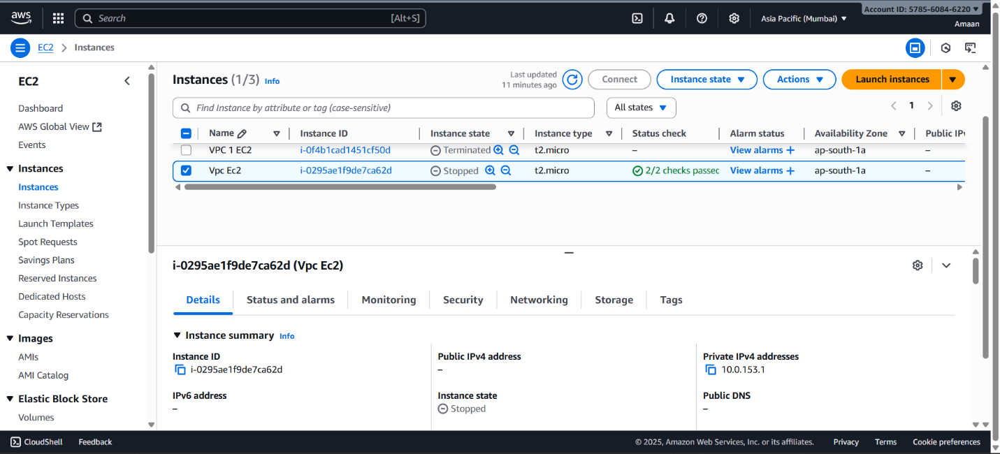 aws
Search [Alt+S]
Asia Pacific (Mumbai)
Account ID: 5785-6084-6220
Amaan
EC2 Instances
EC2
Dashboard
AWS Global View
Events
Instances
Instances
Instance Types
Launch Templates
Spot Requests
Savings Plans
Reserved Instances
Dedicated Hosts
Capacity Reservations
Images
AMIs
AMI Catalog
Elastic Block Store
Volumes
Instances (1/3) Info
Last updated
11 minutes ago
Connect Instance state Actions Launch instances
Find Instance by attribute or tag (case-sensitive) All states 1
Name Instance ID Instance state Instance type Status check Alarm status Availability Zone Public IPv
VPC 1 EC2 i-0f4b1cad1451cf50d Terminated t2.micro – View alarms + ap-south-1a –
Vpc Ec2 i-0295ae1f9de7ca62d Stopped t2.micro 2/2 checks passec View alarms + ap-south-1a –
i-0295ae1f9de7ca62d (Vpc Ec2)
Details Status and alarms Monitoring Security Networking Storage Tags
Instance summary Info
Instance ID
i-0295ae1f9de7ca62d
Public IPv4 address
–
Private IPv4 addresses
10.0.153.1
IPv6 address
–
Instance state
Stopped
Public DNS
–
CloudShell Feedback © 2025, Amazon Web Services, Inc. or its affiliates. Privacy Terms Cookie preferences